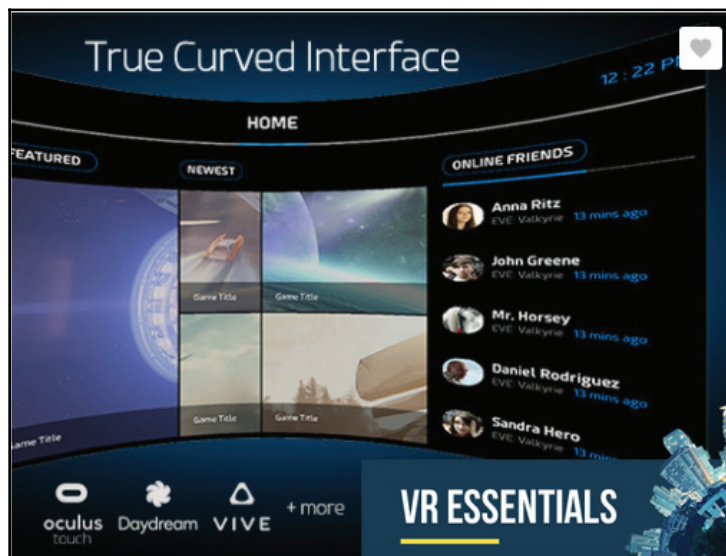 True Curved Interface
12 : 22 P
HOME
FEATURED
NEWEST
ONLINE FRIENDS
Anna Ritz
EVE: Valkyrie 13 mins ago
John Greene
EVE: Valkyrie 13 mins ago
Mr. Horsey
EVE: Valkyrie 13 mins ago
Daniel Rodriguez
EVE: Valkyrie 13 mins ago
Sandra Hero
EVE: Valkyrie 13 mins
Game Title
Game Title
Game Title
Game Title
ame Title
oculus
touch
Daydream
VIVE
+ more
VR ESSENTIALS